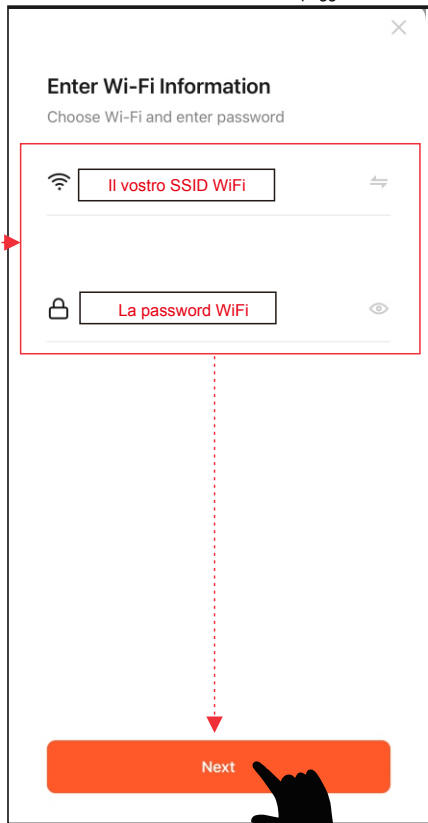 Enter Wi-Fi Information
Choose Wi-Fi and enter password
Il vostro SSID WiFi
La password WiFi
Next